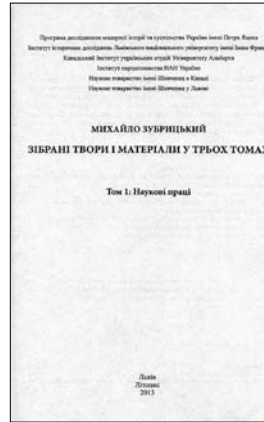 Програма дослідження модерної історії та суспільства України імені Петра Яцика
Інститут історичних досліджень Львівського національного університету імені Івана Фран
Канадський інститут українських студій Університету Альберти
Інститут народознавства НАН України
Наукове товариство імені Шевченка в Канаді
Наукове товариство імені Шевченка у Львові
МИХАЙЛО ЗУБРИЦЬКИЙ
ЗІБРАНІ ТВОРИ І МАТЕРІАЛИ У ТРЬОХ ТОМАХ
Том 1: Наукові праці
Львів
Літопис
2013